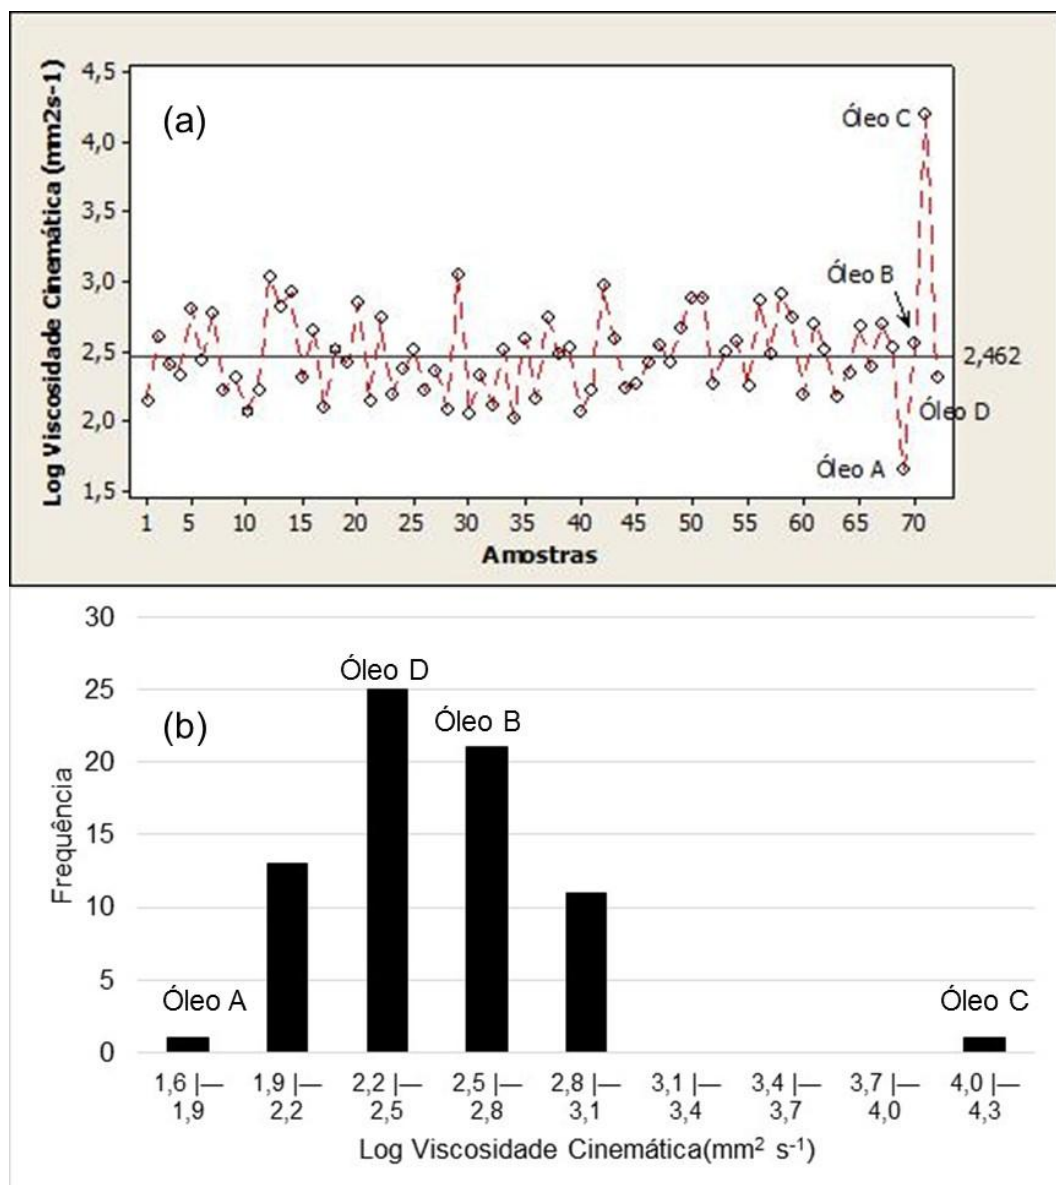 (a)
Log Viscosidade Cinemática (mm2s-1)
4,5
4,0
3,5
3,0
2,5
2,0
1,5
Óleo C
Óleo B
2,462
Óleo D
Óleo A
1 5 10 15 20 25 30 35 40 45 50 55 60 65 70
Amostras
(b)
Frequência
30
25
20
15
10
5
0
Óleo D
Óleo B
Óleo A
Óleo C
1,6 |— 1,9 |— 2,2 |— 2,5 |— 2,8 |— 3,1 |— 3,4 |— 3,7 |— 4,0 |—
1,9 2,2 2,5 2,8 3,1 3,4 3,7 4,0 4,3
Log Viscosidade Cinemática(mm² s⁻¹)